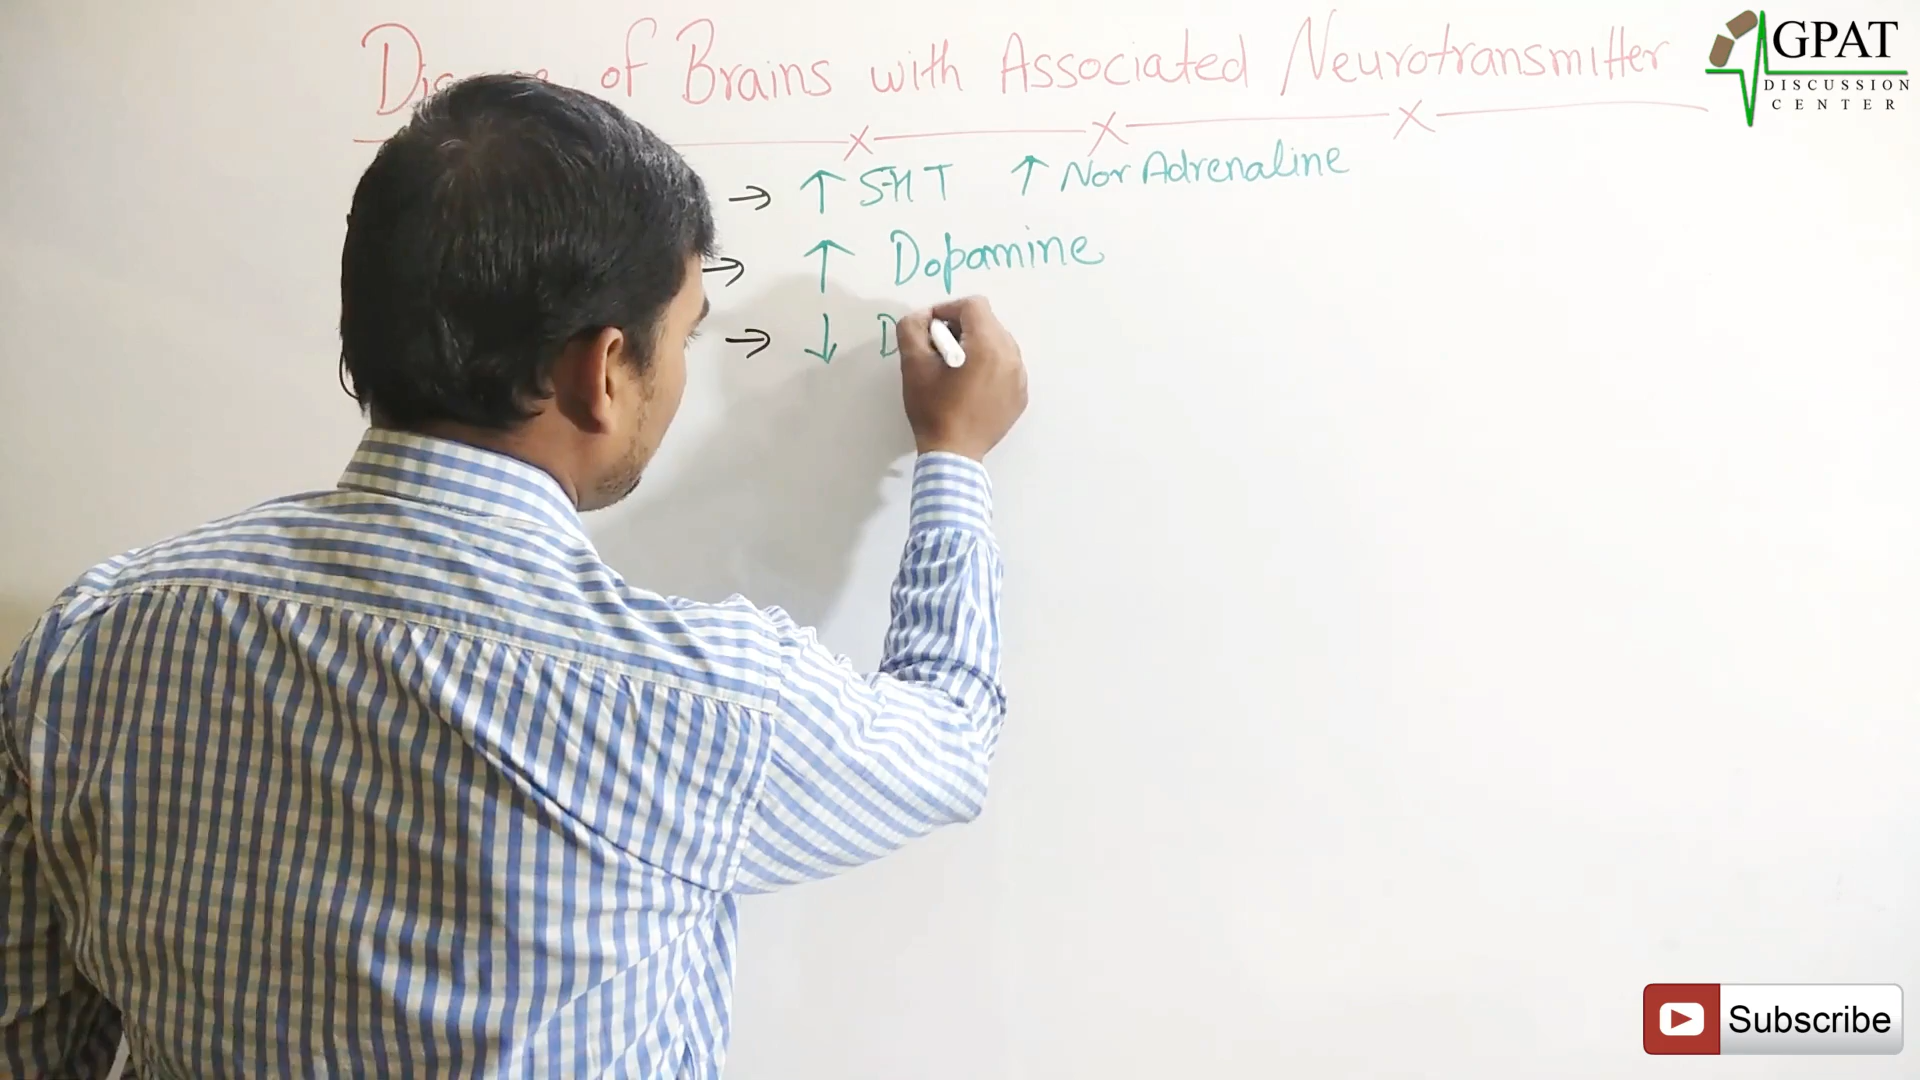 of Brains with Associated Neurotransmitter
→ ↑ 5-HT ↑ Nor Adrenaline
→ ↑ Dopamine
→ ↓ D
GPAT
DISCUSSION
CENTER
Subscribe